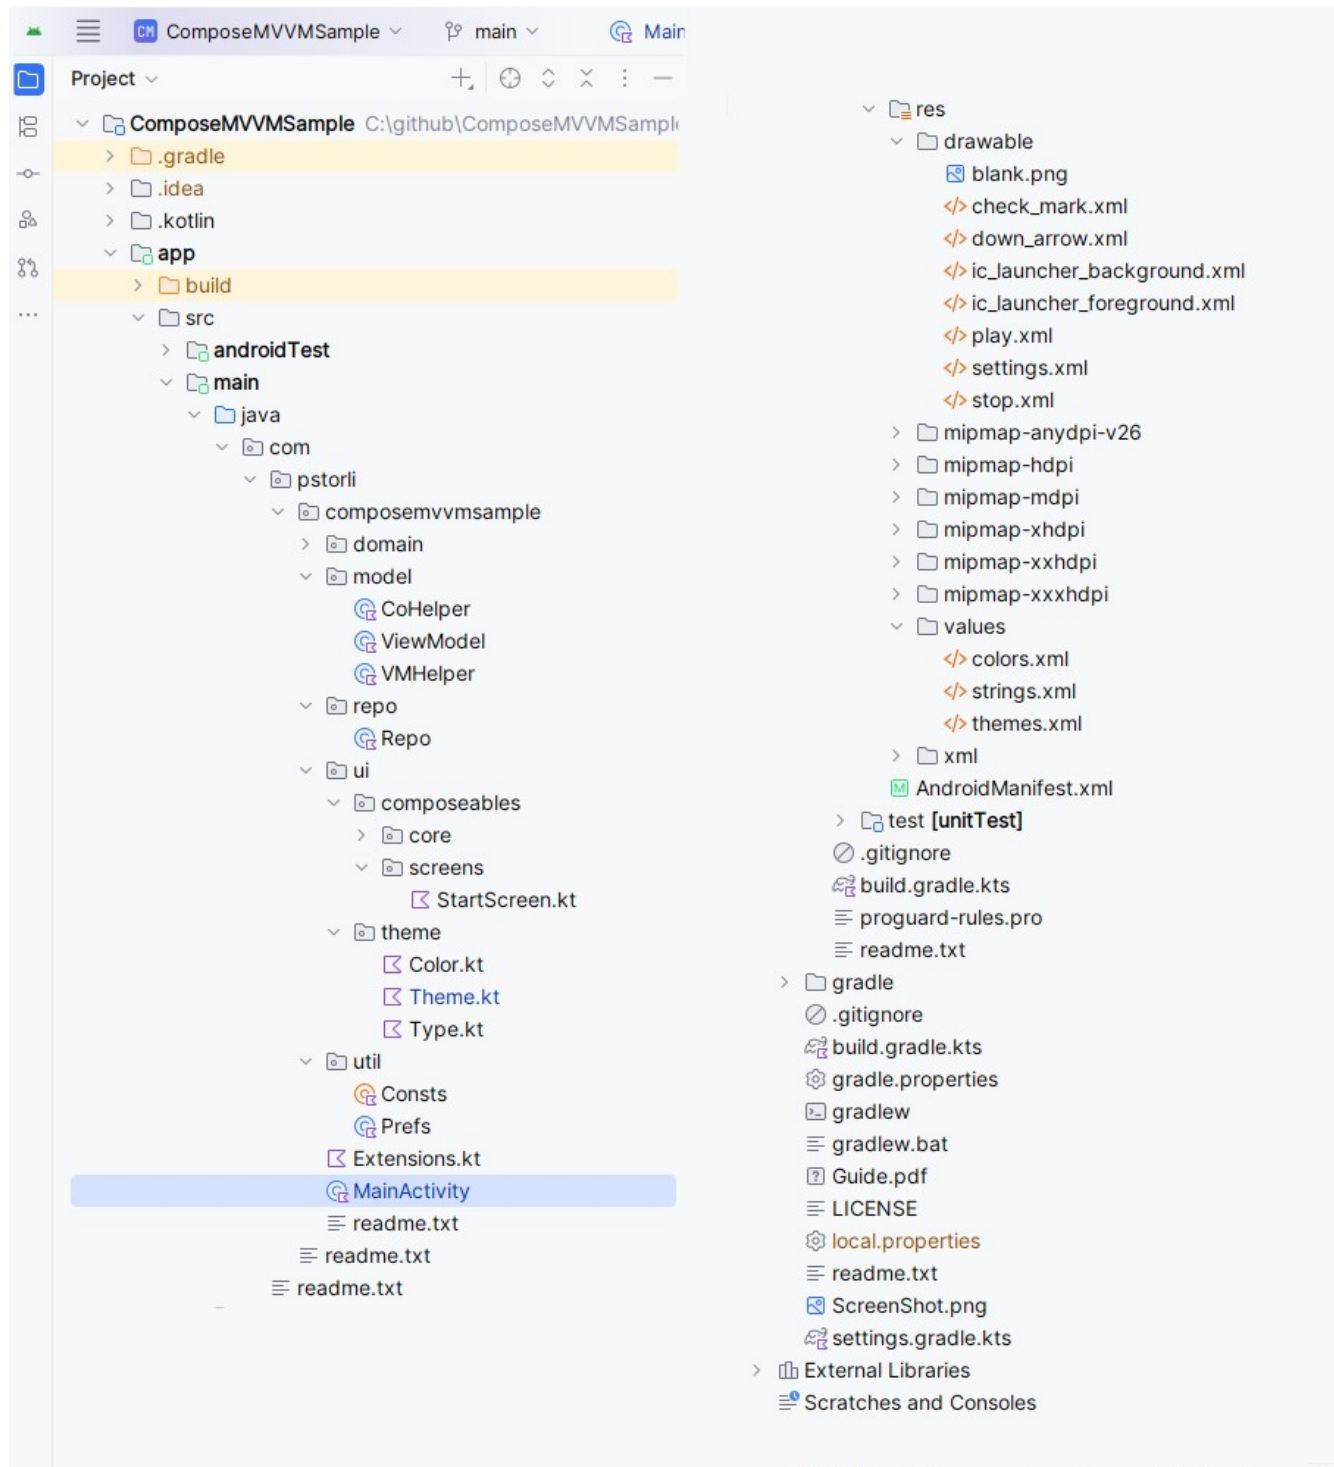 CM ComposeMVVMSample main Main
Project
ComposeMVVMSample C:\github\ComposeMVVMSampl
.gradle
.idea
.kotlin
app
build
src
androidTest
main
java
com
pstorli
composemvvmsample
domain
model
CoHelper
ViewModel
VMHelper
repo
Repo
ui
composeables
core
screens
StartScreen.kt
theme
Color.kt
Theme.kt
Type.kt
util
Consts
Prefs
Extensions.kt
MainActivity
readme.txt
readme.txt
readme.txt
res
drawable
blank.png
check_mark.xml
down_arrow.xml
ic_launcher_background.xml
ic_launcher_foreground.xml
play.xml
settings.xml
stop.xml
mipmap-anydpi-v26
mipmap-hdpi
mipmap-mdpi
mipmap-xhdpi
mipmap-xxhdpi
mipmap-xxxhdpi
values
colors.xml
strings.xml
themes.xml
xml
AndroidManifest.xml
test [unitTest]
.gitignore
build.gradle.kts
proguard-rules.pro
readme.txt
gradle
.gitignore
build.gradle.kts
gradle.properties
gradlew
gradlew.bat
Guide.pdf
LICENSE
local.properties
readme.txt
ScreenShot.png
settings.gradle.kts
External Libraries
Scratches and Consoles